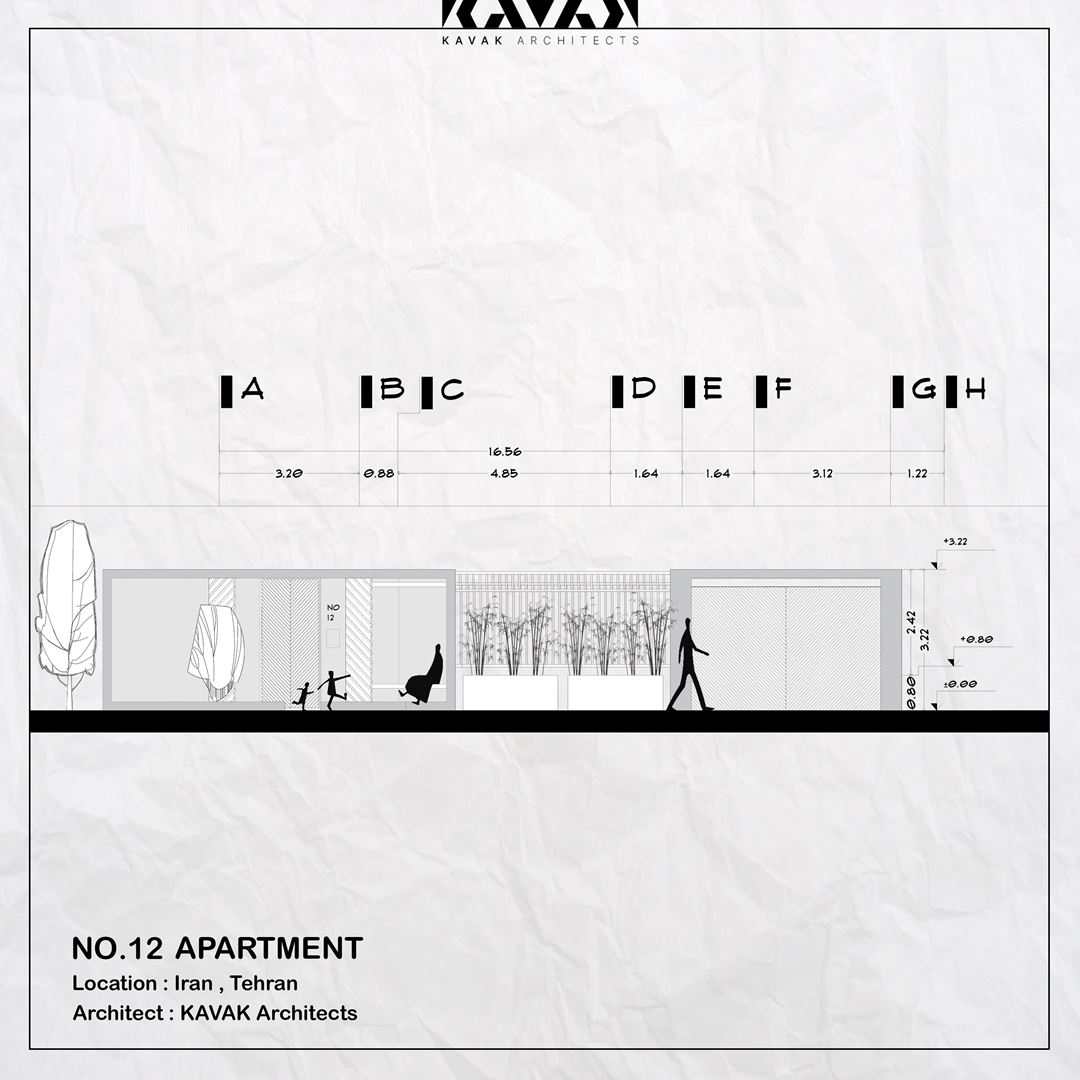 KAVAK
KAVAK ARCHITECTS
A B C D E F G H
16.56
3.20 0.88 4.85 1.64 1.64 3.12 1.22
+3.22
NO
12
2.42
3.22
+0.80
0.80
±0.00
NO.12 APARTMENT
Location : Iran , Tehran
Architect : KAVAK Architects